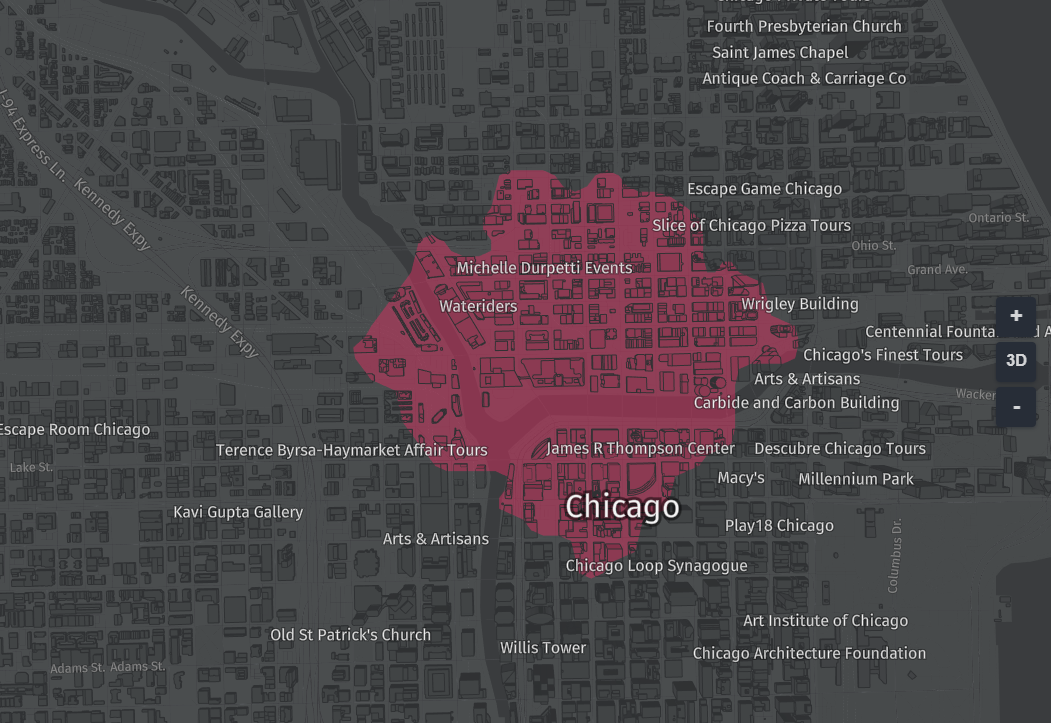 Chicago Private Tours
Fourth Presbyterian Church
Saint James Chapel
Antique Coach & Carriage Co
I-94 Express Ln.
Kennedy Expy
Escape Game Chicago
Slice of Chicago Pizza Tours
Ontario St.
Ohio St.
Grand Ave.
Michelle Durpetti Events
Kennedy Expy
Wateriders
Wrigley Building
+
Centennial Founta
d A
Chicago's Finest Tours
3D
Arts & Artisans
Wacker
-
Carbide and Carbon Building
Escape Room Chicago
Terence Byrsa-Haymarket Affair Tours
James R Thompson Center
Descubre Chicago Tours
Lake St.
Macy's
Millennium Park
Chicago
Kavi Gupta Gallery
Play18 Chicago
Arts & Artisans
Columbus Dr.
Chicago Loop Synagogue
Art Institute of Chicago
Old St Patrick's Church
Willis Tower
Chicago Architecture Foundation
Adams St.
Adams St.